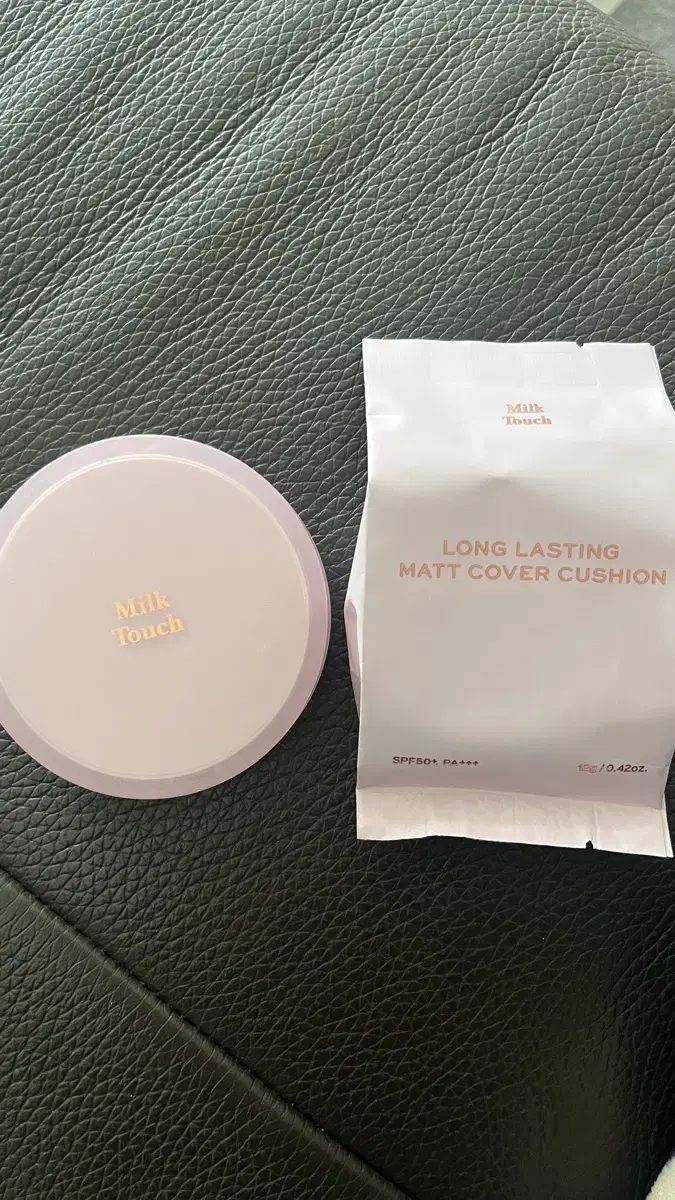 Milk
Touch
Milk
Touch
LONG LASTING
MATT COVER CUSHION
SPF50+, PA+++
12g / 0.42oz.